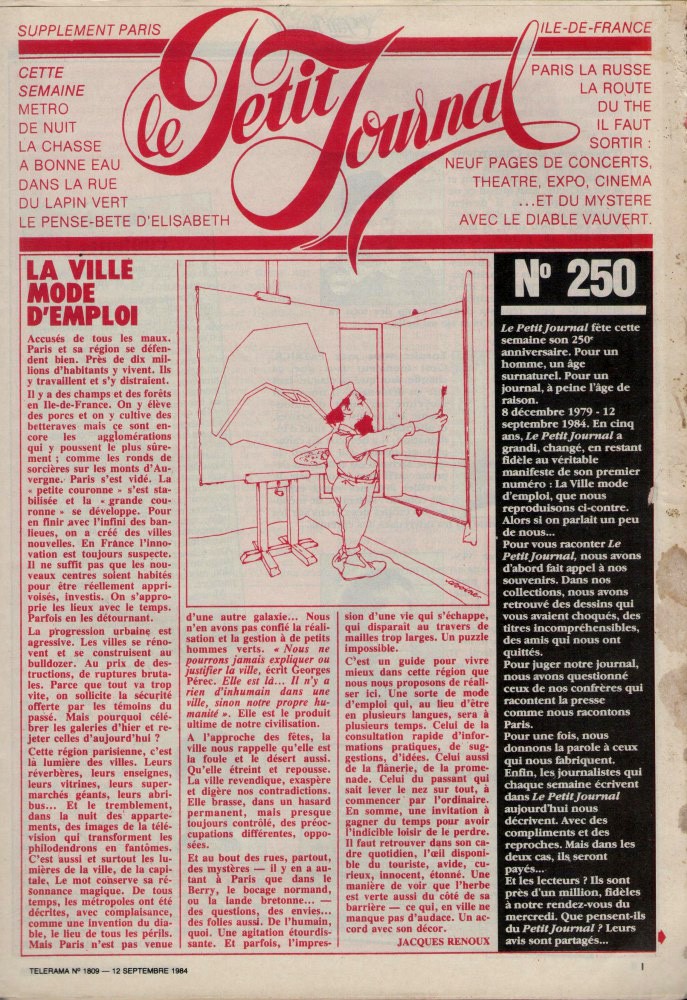 SUPPLEMENT PARIS
ILE-DE-FRANCE
le Petit Journal
CETTE
SEMAINE
METRO
DE NUIT
LA CHASSE
A BONNE EAU
DANS LA RUE
DU LAPIN VERT
LE PENSE-BETE D'ELISABETH
PARIS LA RUSSE
LA ROUTE
DU THE
IL FAUT
SORTIR :
NEUF PAGES DE CONCERTS,
THEATRE, EXPO, CINEMA
...ET DU MYSTERE
AVEC LE DIABLE VAUVERT.
LA VILLE
MODE
D'EMPLOI
Accusés de tous les maux.
Paris et sa région se défen-
dent bien. Près de dix mil-
lions d'habitants y vivent. Ils
y travaillent et s'y distraient.
Il y a des champs et des forêts
en Ile-de-France. On y élève
des porcs et on y cultive des
betteraves mais ce sont en-
core les agglomérations
qui y poussent le plus sûre-
ment ; comme les ronds de
sorcières sur les monts d'Au-
vergne. Paris s'est vidé. La
« petite couronne » s'est sta-
bilisée et la « grande cou-
ronne » se développe. Pour
en finir avec l'infini des ban-
lieues, on a créé des villes
nouvelles. En France l'inno-
vation est toujours suspecte.
Il ne suffit pas que les nou-
veaux centres soient habités
pour être réellement appri-
voisés, investis. On s'appro-
prie les lieux avec le temps.
Parfois en les détournant.
La progression urbaine est
agressive. Les villes se réno-
vent et se construisent au
bulldozer. Au prix de des-
tructions, de ruptures bruta-
les. Parce que tout va trop
vite, on sollicite la sécurité
offerte par les témoins du
passé. Mais pourquoi célé-
brer les galeries d'hier et re-
jeter celles d'aujourd'hui ?
Cette région parisienne, c'est
la lumière des villes. Leurs
réverbères, leurs enseignes,
leurs vitrines, leurs super-
marchés géants, leurs abri-
bus... Et le tremblement,
dans la nuit des apparte-
ments, des images de la télé-
vision qui transforment les
philodendrons en fantômes.
C'est aussi et surtout les lu-
mières de la ville, de la capi-
tale. Le mot conserve sa ré-
sonnance magique. De tous
temps, les métropoles ont été
décrites, avec complaisance,
comme une invention du dia-
ble, le lieu de tous les périls.
Mais Paris n'est pas venue
d'une autre galaxie... Nous
n'en avons pas confié la réali-
sation et la gestion à de petits
hommes verts. « Nous ne
pourrons jamais expliquer ou
justifier la ville, écrit Georges
Pérec. Elle est là... Il n'y a
rien d'inhumain dans une
ville, sinon notre propre hu-
manité ». Elle est le produit
ultime de notre civilisation.
A l'approche des fêtes, la
ville nous rappelle qu'elle est
la foule et le désert aussi.
Qu'elle étreint et repousse.
La ville revendique, exaspère
et digère nos contradictions.
Elle brasse, dans un hasard
permanent, mais presque
toujours contrôlé, des préoc-
cupations différentes, oppo-
sées.
Et au bout des rues, partout,
des mystères — il y en a au-
tant à Paris que dans le
Berry, le bocage normand,
ou la lande bretonne... —
des questions, des envies...
des folies aussi. De l'humain,
quoi. Une agitation étourdis-
sante. Et parfois, l'impres-
sion d'une vie qui s'échappe,
qui disparaît au travers de
mailles trop larges. Un puzzle
impossible.
C'est un guide pour vivre
mieux dans cette région que
nous nous proposons de réali-
ser ici. Une sorte de mode
d'emploi qui, au lieu d'être
en plusieurs langues, sera à
plusieurs temps. Celui de la
consultation rapide d'infor-
mations pratiques, de sug-
gestions, d'idées. Celui aussi
de la flânerie, de la prome-
nade. Celui du passant qui
sait lever le nez sur tout, à
commencer par l'ordinaire.
En somme, une invitation à
gagner du temps pour avoir
l'indicible loisir de le perdre.
Il faut retrouver dans son ca-
dre quotidien, l'œil disponi-
ble du touriste, avide, cu-
rieux, innocent, étonné. Une
manière de voir que l'herbe
est verte aussi du côté de sa
barrière — ce qui, en ville ne
manque pas d'audace. Un ac-
cord avec son décor.
JACQUES RENOUX
Nº 250
Le Petit Journal fête cette
semaine son 250e
anniversaire. Pour un
homme, un âge
surnaturel. Pour un
journal, à peine l'âge de
raison.
8 décembre 1979 - 12
septembre 1984. En cinq
ans, Le Petit Journal a
grandi, changé, en restant
fidèle au véritable
manifeste de son premier
numéro : La Ville mode
d'emploi, que nous
reproduisons ci-contre.
Alors si on parlait un peu
de nous...
Pour vous raconter Le
Petit Journal, nous avons
d'abord fait appel à nos
souvenirs. Dans nos
collections, nous avons
retrouvé des dessins qui
vous avaient choqués, des
titres incompréhensibles,
des amis qui nous ont
quittés.
Pour juger notre journal,
nous avons questionné
ceux de nos confrères qui
racontent la presse
comme nous racontons
Paris.
Pour une fois, nous
donnons la parole à ceux
qui nous fabriquent.
Enfin, les journalistes qui
chaque semaine écrivent
dans Le Petit Journal
aujourd'hui nous
décrivent. Avec des
compliments et des
reproches. Mais dans les
deux cas, ils seront
payés...
Et les lecteurs ? Ils sont
près d'un million, fidèles
à notre rendez-vous du
mercredi. Que pensent-ils
du Petit Journal ? Leurs
avis sont partagés...
TELERAMA Nº 1809 — 12 SEPTEMBRE 1984
I